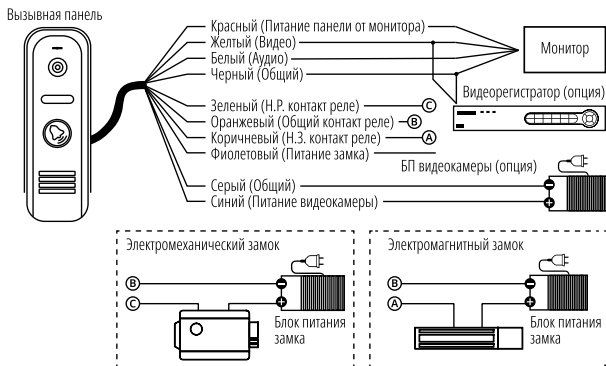 Вызывная панель
Красный (Питание панели от монитора)
Желтый (Видео)
Белый (Аудио)
Черный (Общий)
Монитор
Видеорегистратор (опция)
Зеленый (Н.Р. контакт реле)
C
Оранжевый (Общий контакт реле)
B
Коричневый (Н.З. контакт реле)
A
Фиолетовый (Питание замка)
БП видеокамеры (опция)
Серый (Общий)
Синий (Питание видеокамеры)
Электромеханический замок
B
C
Блок питания
замка
Электромагнитный замок
B
A
Блок питания
замка